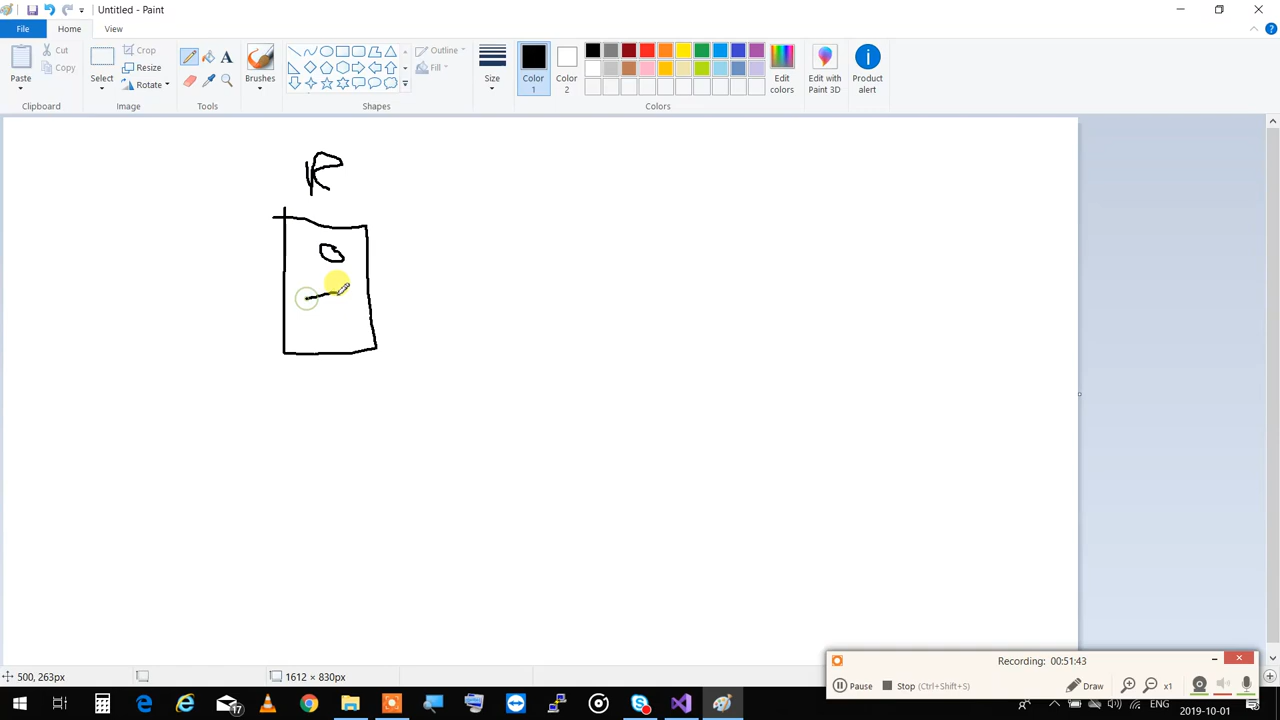 Untitled - Paint
File
Home
View
Paste
Cut
Copy
Clipboard
Select
Crop
Resize
Rotate
Image
Tools
Brushes
Shapes
Outline
Fill
Size
Color
1
Color
2
Colors
Edit
colors
Edit with
Paint 3D
Product
alert
R
500, 263px
1612 × 830px
Recording: 00:51:43
Pause
Stop (Ctrl+Shift+S)
Draw
x1
17
ENG
2019-10-01